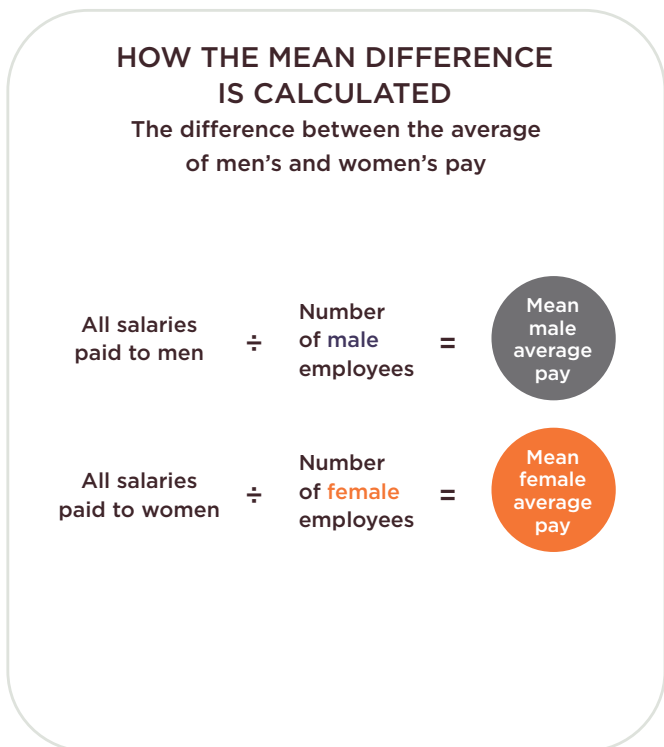 HOW THE MEAN DIFFERENCE
IS CALCULATED
The difference between the average
of men’s and women’s pay
All salaries
paid to men
÷
Number
of male
employees
=
Mean
male
average
pay
All salaries
paid to women
÷
Number
of female
employees
=
Mean
female
average
pay